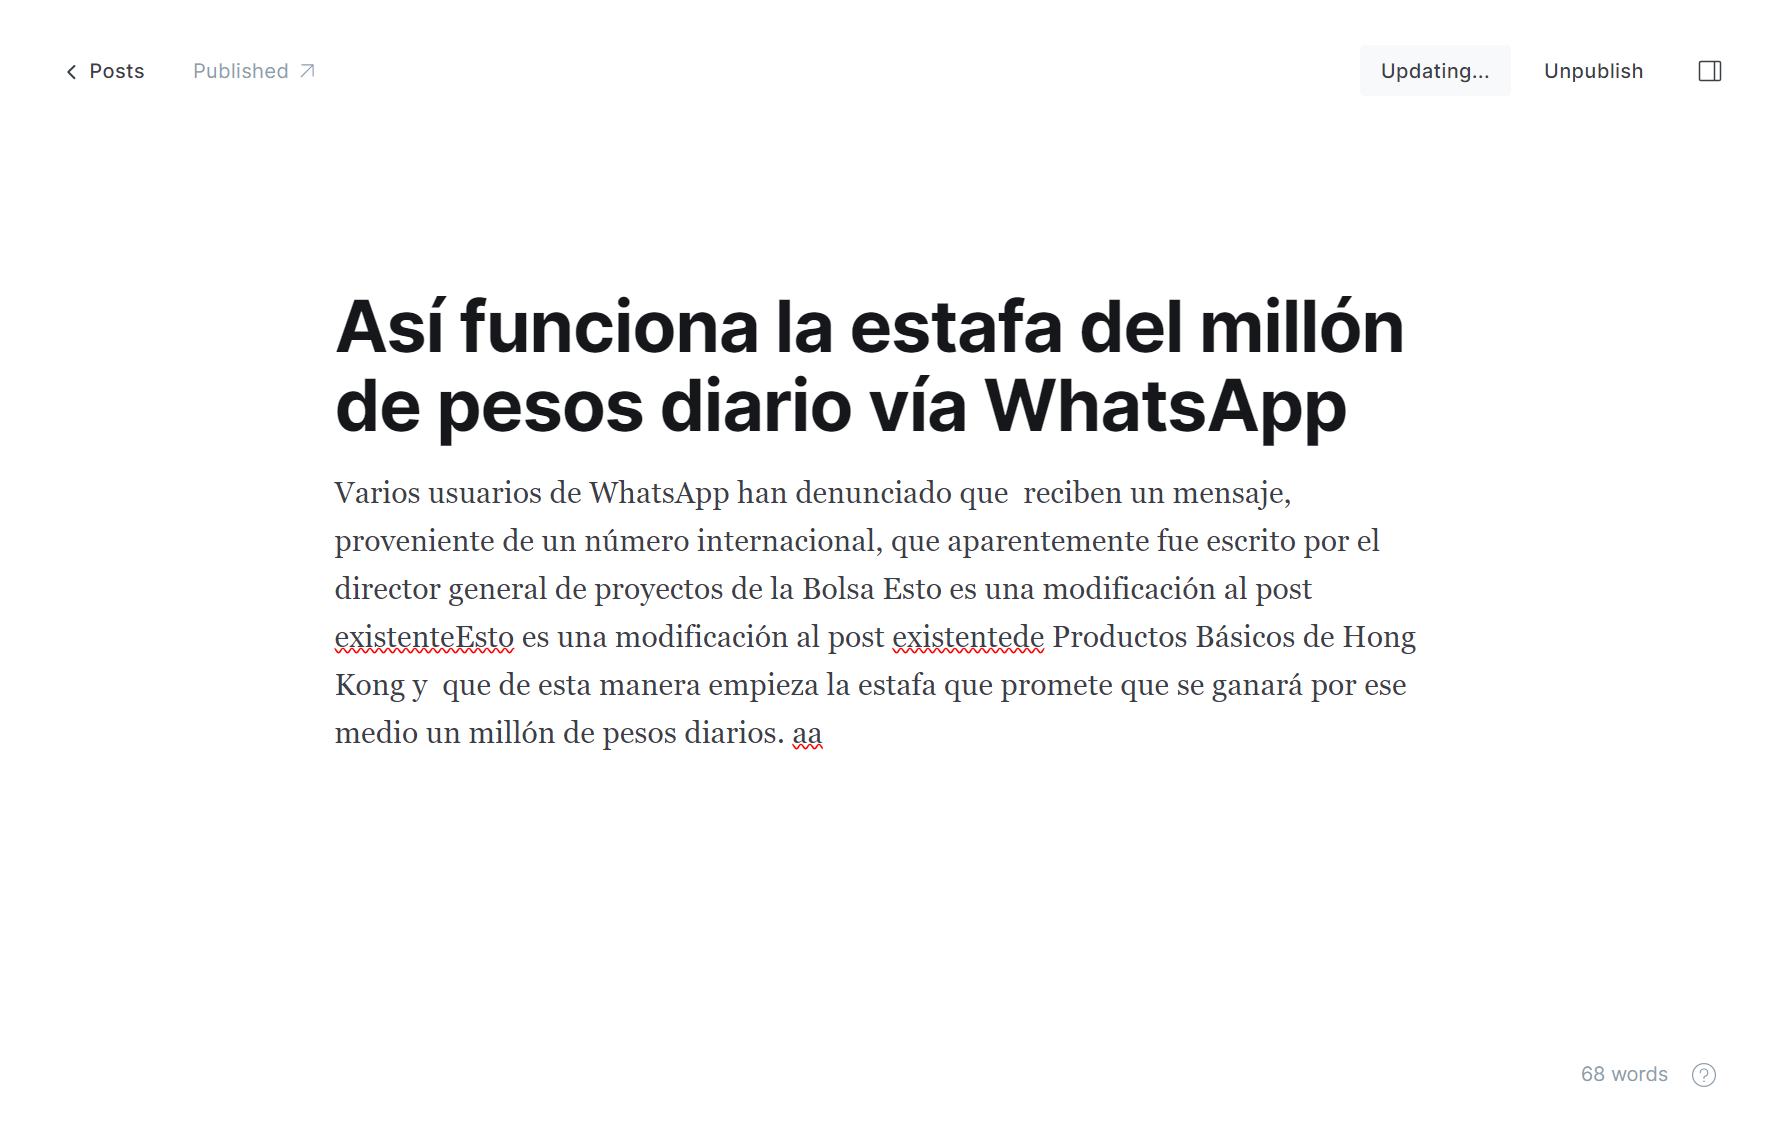 Posts
Published
Updating...
Unpublish
Así funciona la estafa del millón
de pesos diario vía WhatsApp
Varios usuarios de WhatsApp han denunciado que  reciben un mensaje,
proveniente de un número internacional, que aparentemente fue escrito por el
director general de proyectos de la Bolsa Esto es una modificación al post
existenteEsto es una modificación al post existentede Productos Básicos de Hong
Kong y  que de esta manera empieza la estafa que promete que se ganará por ese
medio un millón de pesos diarios. aa
68 words
?